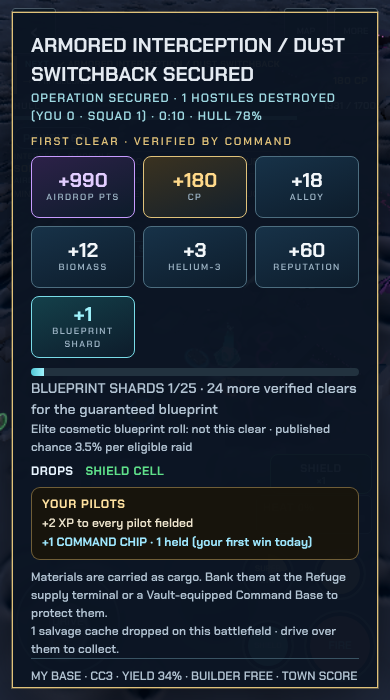 ARMORED INTERCEPTION / DUST
SWITCHBACK SECURED
OPERATION SECURED · 1 HOSTILES DESTROYED
(YOU 0 · SQUAD 1) · 0:10 · HULL 78%
FIRST CLEAR · VERIFIED BY COMMAND
+990
AIRDROP PTS
+180
CP
+18
ALLOY
+12
BIOMASS
+3
HELIUM-3
+60
REPUTATION
+1
BLUEPRINT
SHARD
BLUEPRINT SHARDS 1/25 · 24 more verified clears
for the guaranteed blueprint
Elite cosmetic blueprint roll: not this clear · published
chance 3.5% per eligible raid
DROPS SHIELD CELL
YOUR PILOTS
+2 XP to every pilot fielded
+1 COMMAND CHIP · 1 held (your first win today)
Materials are carried as cargo. Bank them at the Refuge
supply terminal or a Vault-equipped Command Base to
protect them.
1 salvage cache dropped on this battlefield · drive over
them to collect.
MY BASE · CC3 · YIELD 34% · BUILDER FREE · TOWN SCORE